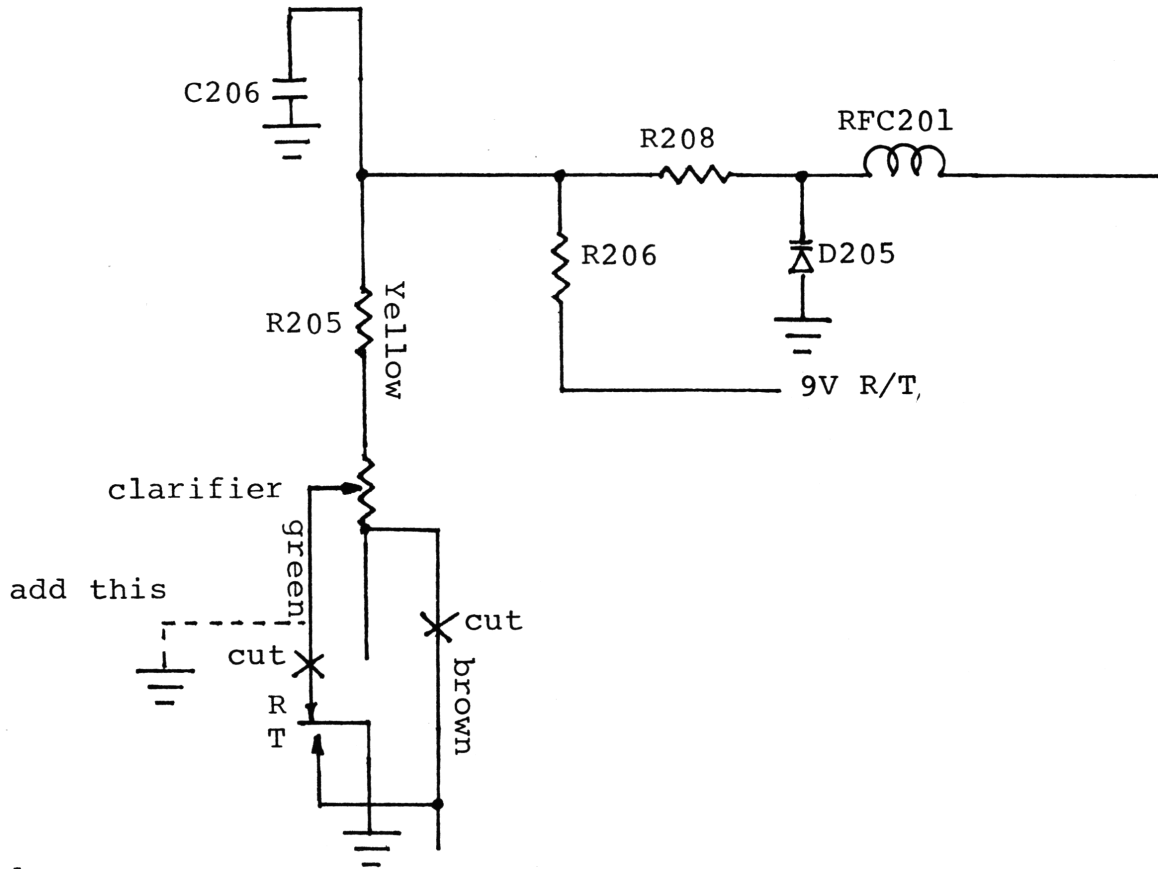 C206
RFC201
R208
R206
D205
Yellow
R205
9V R/T,
clarifier
green
add this
cut
cut
brown
R
T